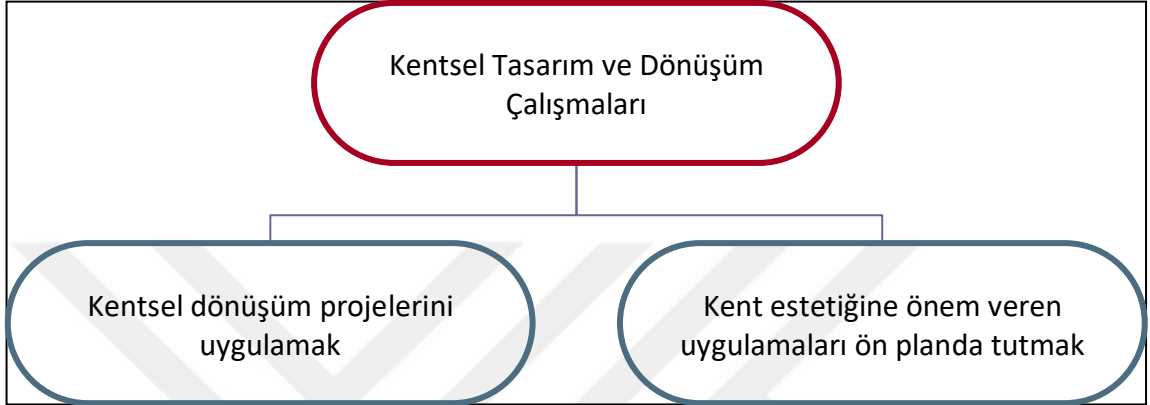 Kentsel Tasarım ve Dönüşüm
Çalışmaları
Kentsel dönüşüm projelerini
uygulamak
Kent estetiğine önem veren
uygulamaları ön planda tutmak